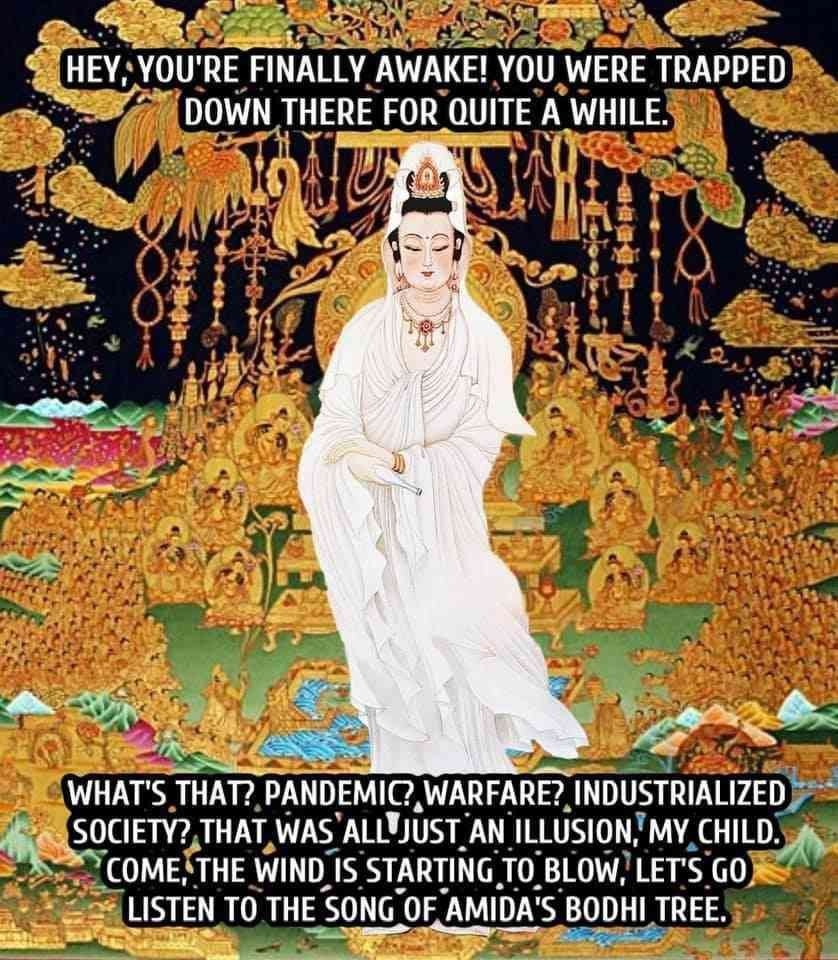 HEY, YOU'RE FINALLY AWAKE! YOU WERE TRAPPED
DOWN THERE FOR QUITE A WHILE.
WHAT'S THAT? PANDEMIC? WARFARE? INDUSTRIALIZED
SOCIETY? THAT WAS ALL JUST AN ILLUSION, MY CHILD.
COME, THE WIND IS STARTING TO BLOW, LET'S GO
LISTEN TO THE SONG OF AMIDA'S BODHI TREE.